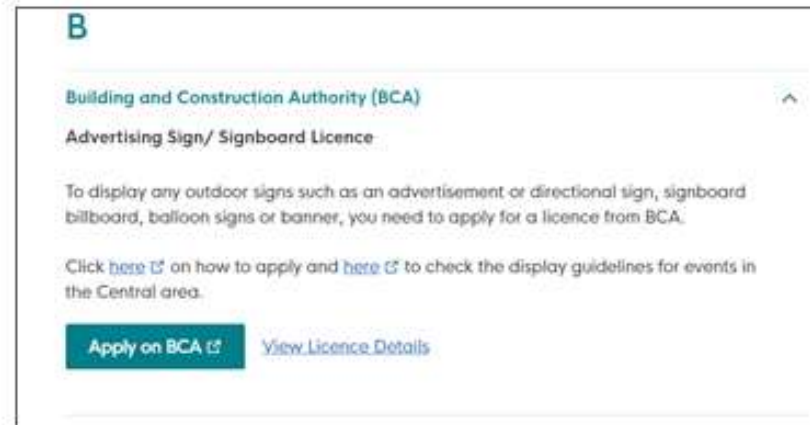 B
Building and Construction Authority (BCA)
Advertising Sign/ Signboard Licence
To display any outdoor signs such as an advertisement or directional sign, signboard
billboard, balloon signs or banner, you need to apply for a licence from BCA.
Click here on how to apply and here to check the display guidelines for events in
the Central area.
Apply on BCA View Licence Details